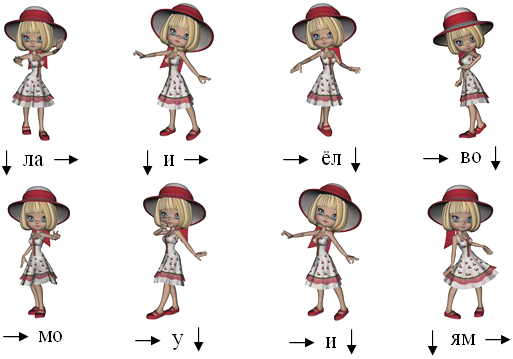 ↓ ла → ↓ и → → ёл ↓ → во ↓
→ мо → у ↓ → и ↓ ↓ ям →